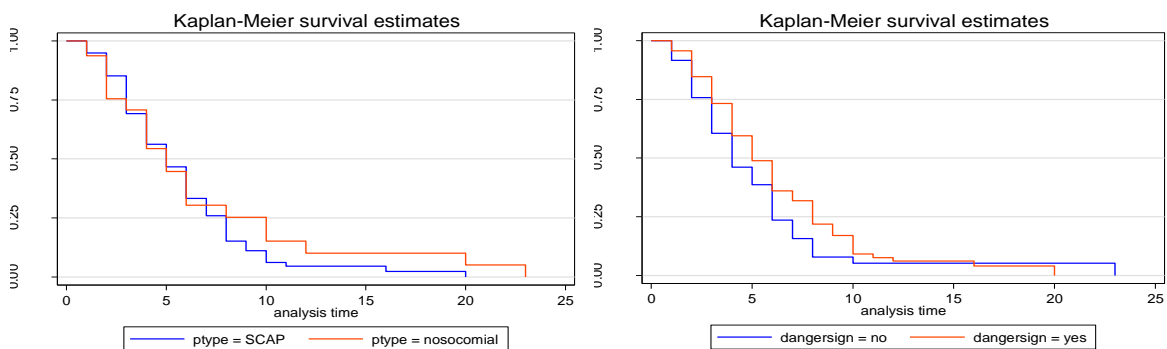 Kaplan-Meier survival estimates
1.00
0.75
0.50
0.25
0.00
0 5 10 15 20 25
analysis time
ptype = SCAP ptype = nosocomial
Kaplan-Meier survival estimates
1.00
0.75
0.50
0.25
0.00
0 5 10 15 20 25
analysis time
dangersign = no dangersign = yes